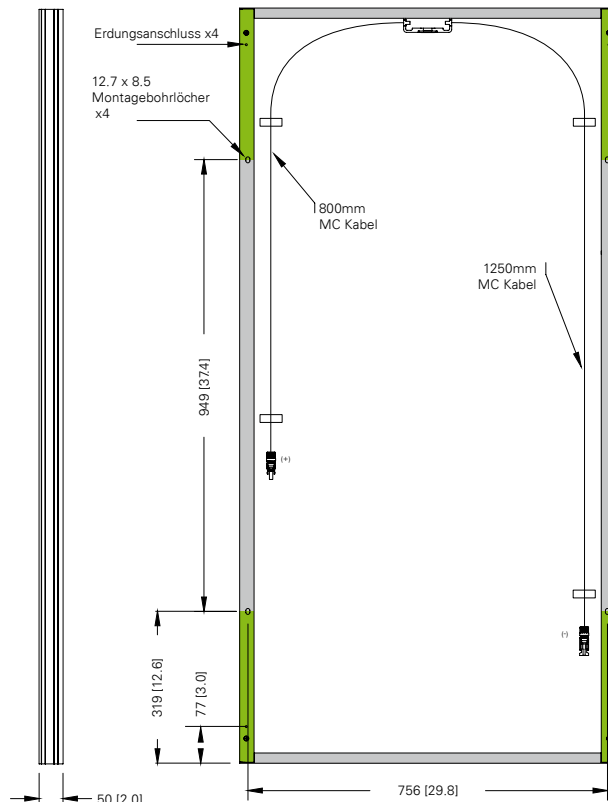 Erdungsanschluss x4
12.7 x 8.5
Montagebohrlöcher
x4
800mm
MC Kabel
1250mm
MC Kabel
949 [37.4]
(+)
(-)
319 [12.6]
77 [3.0]
756 [29.8]
50 [2.0]